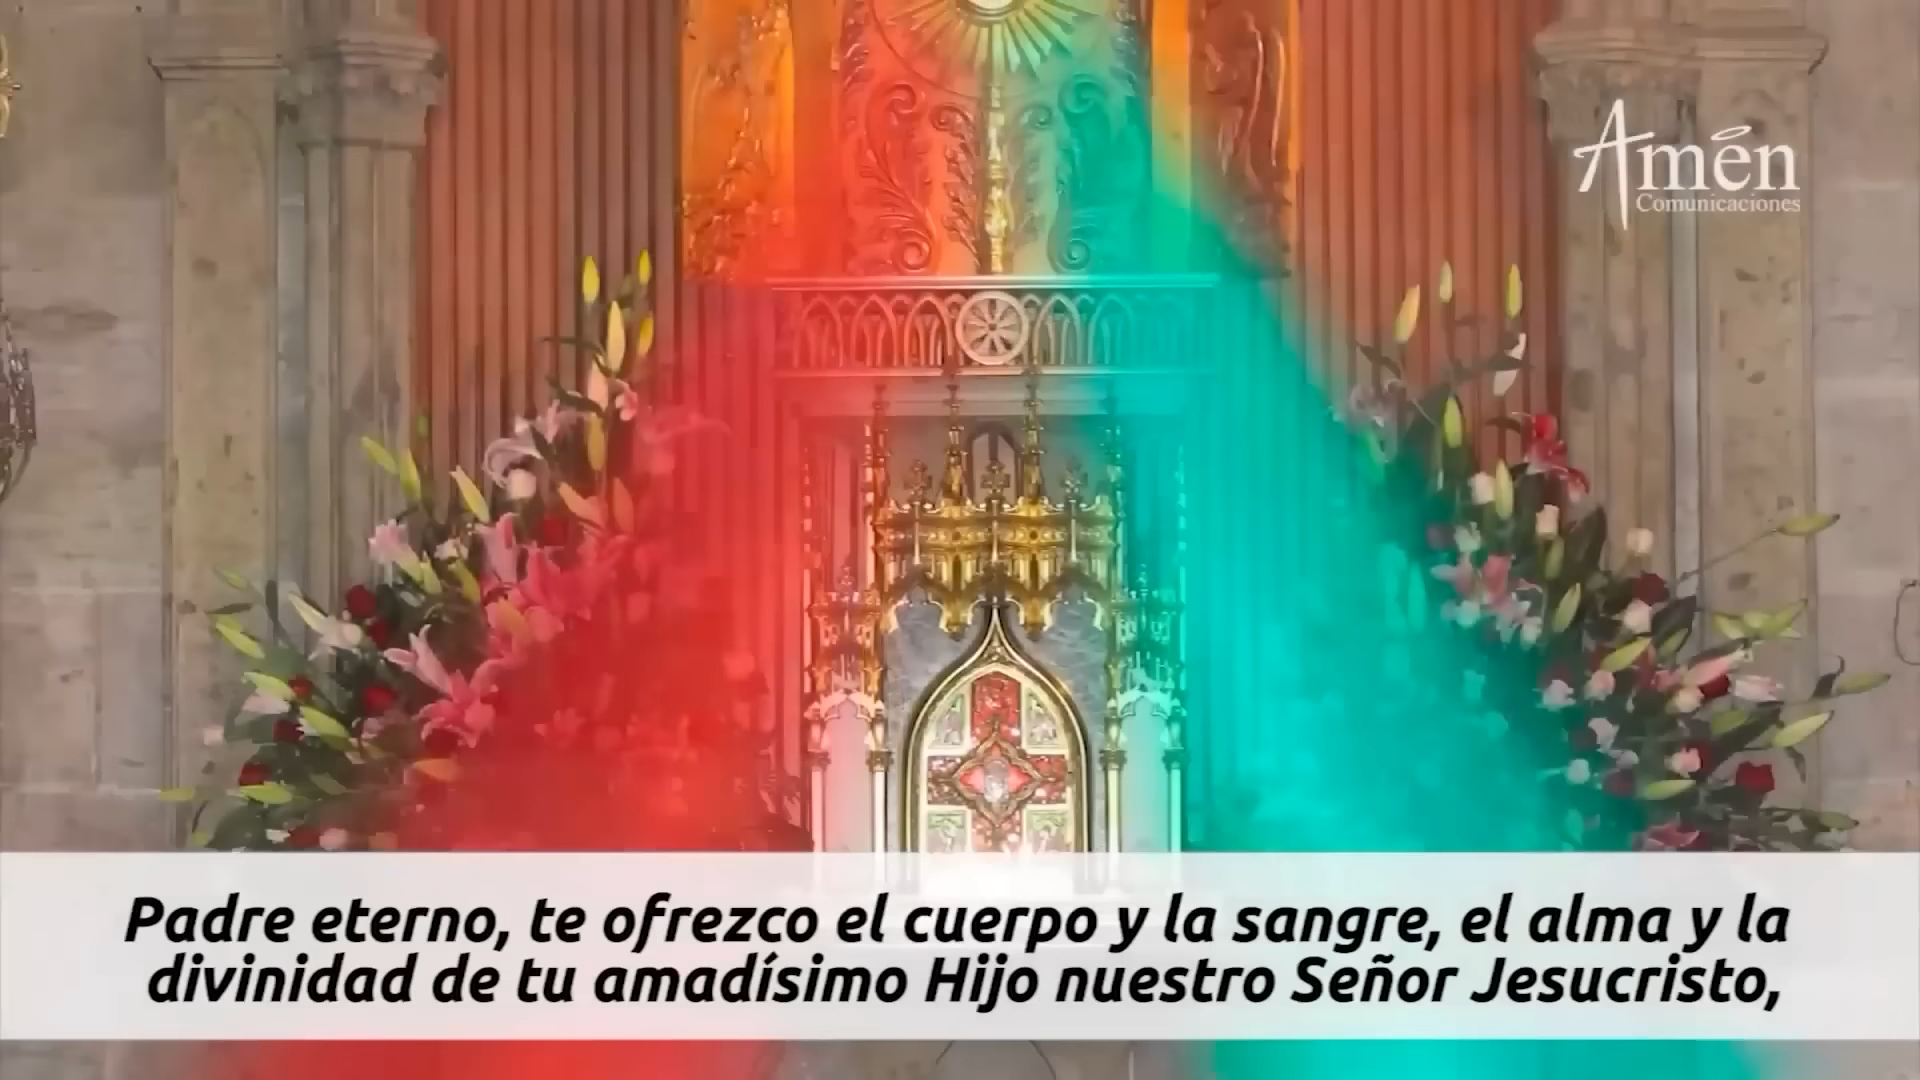 Amén
Comunicaciones
Padre eterno, te ofrezco el cuerpo y la sangre, el alma y la
divinidad de tu amadísimo Hijo nuestro Señor Jesucristo,